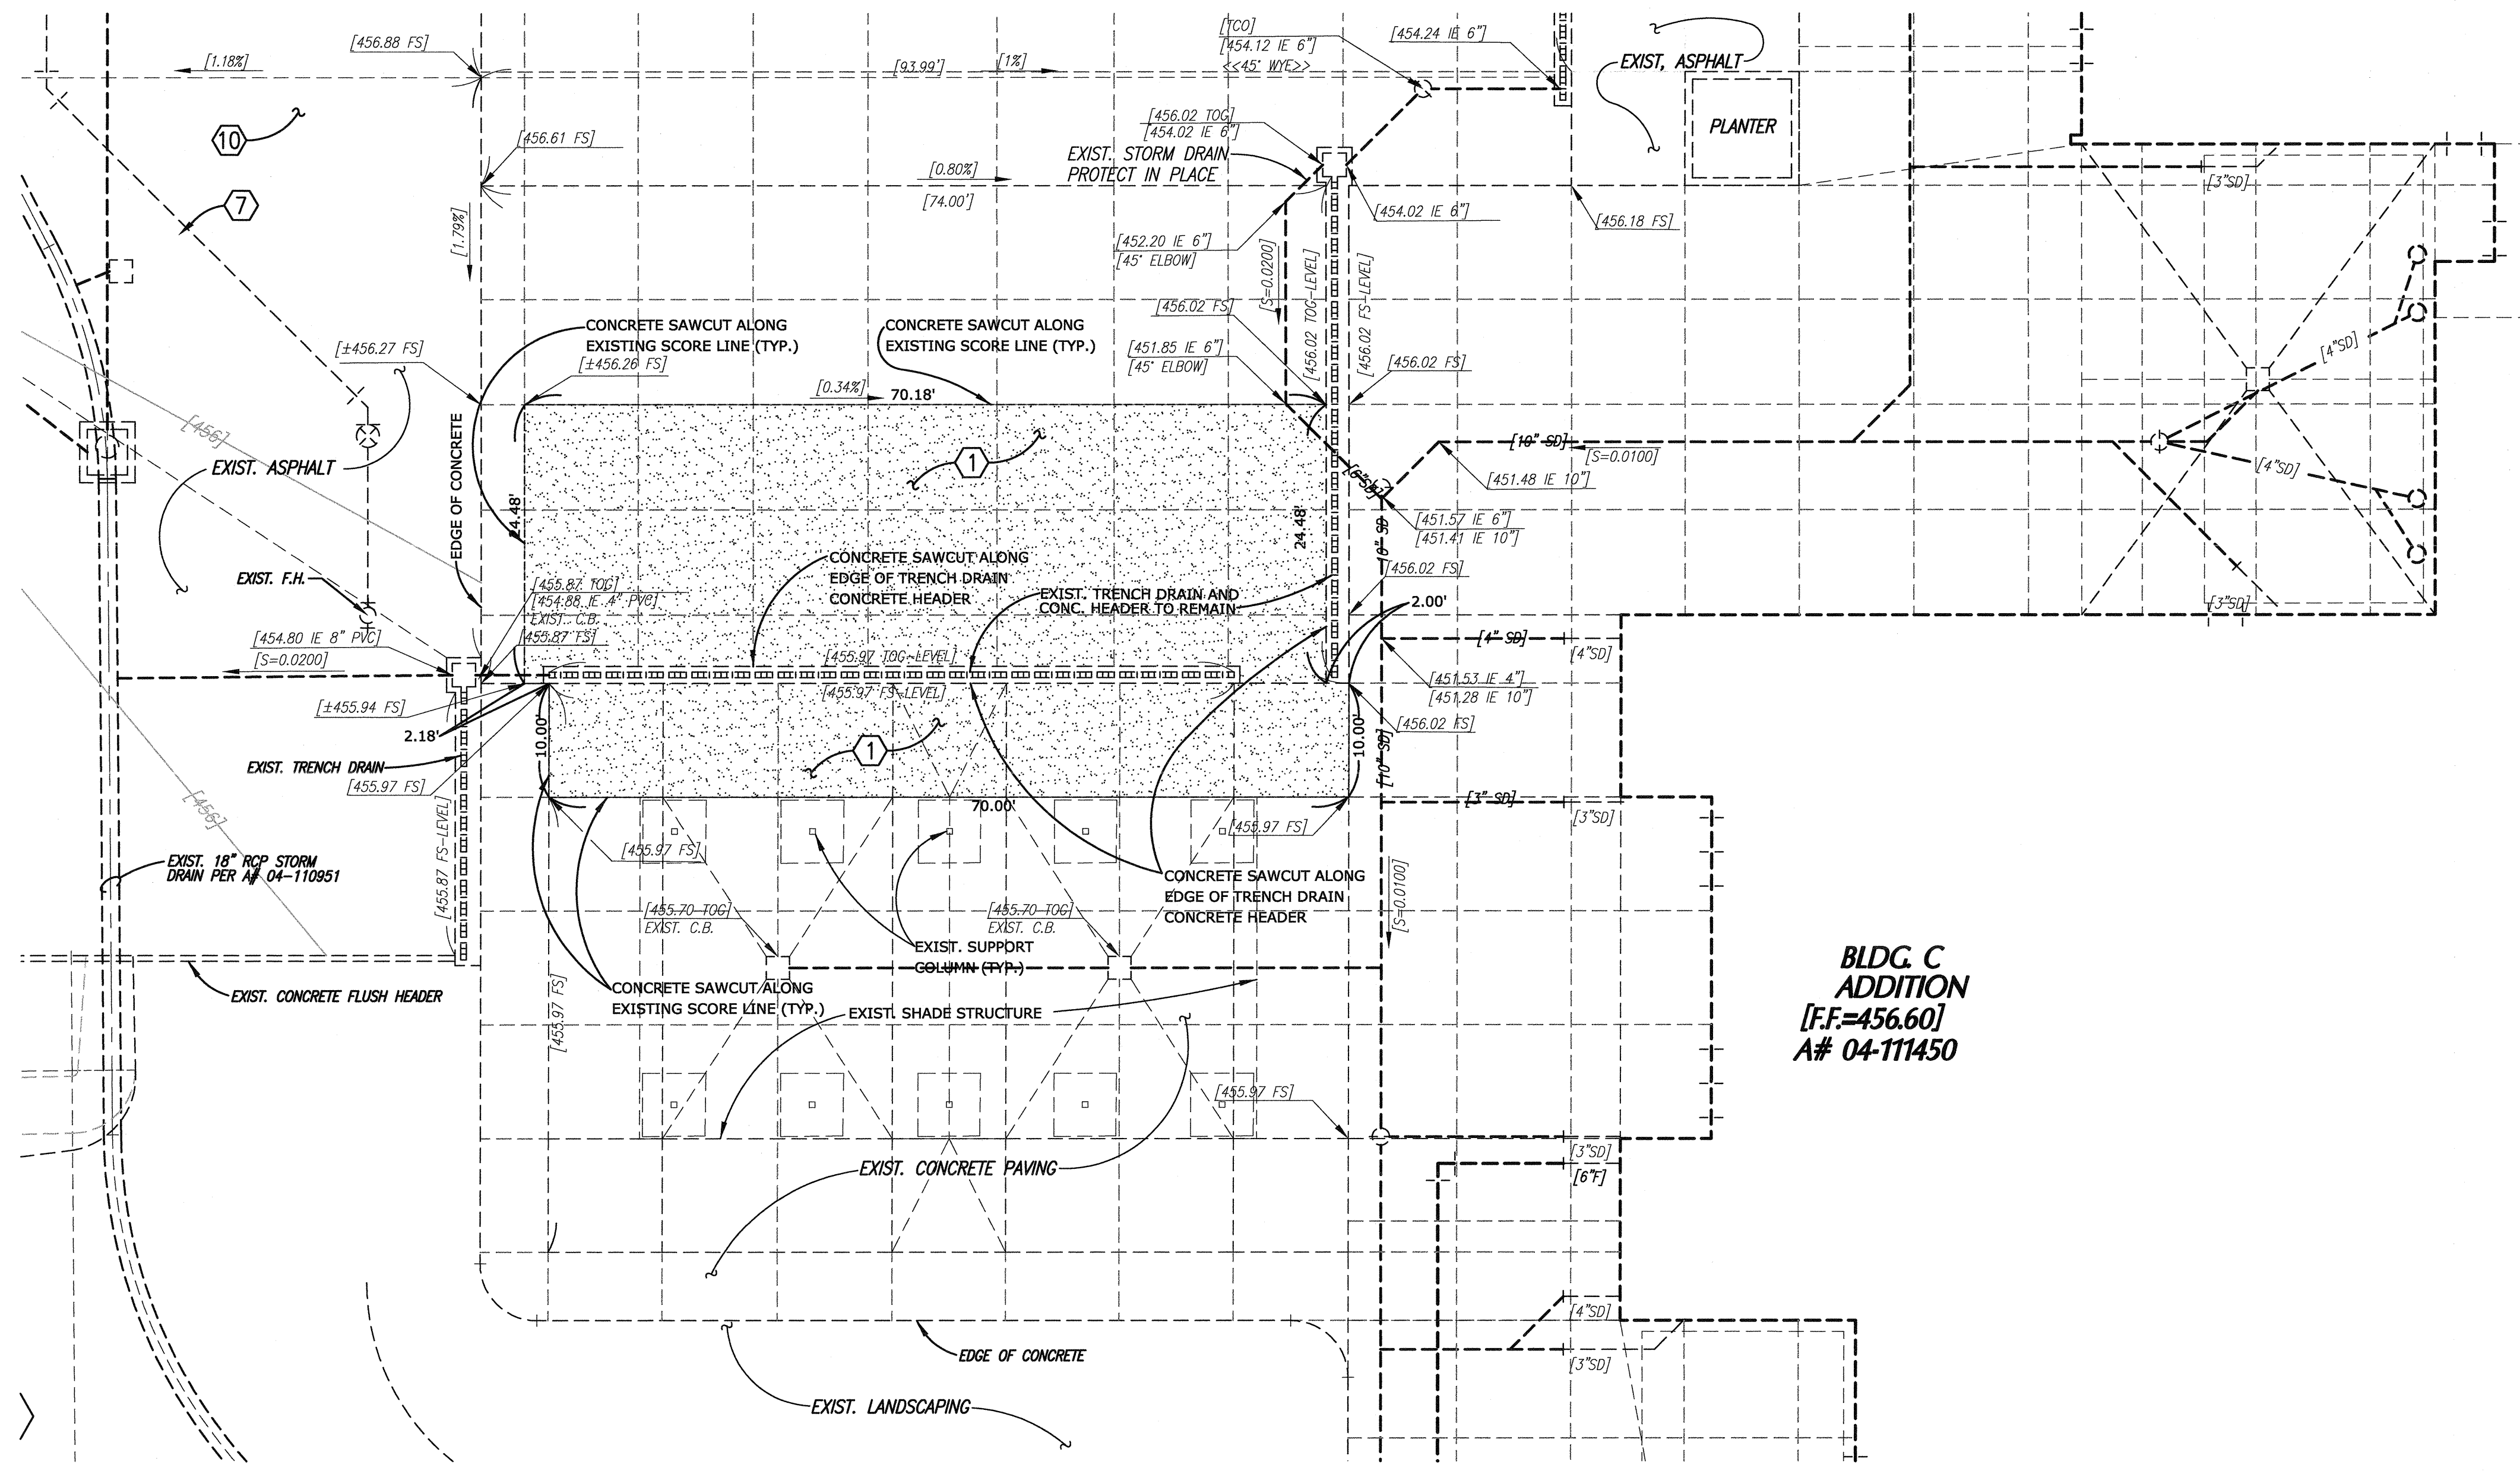 [456.88 FS]
[1.18%]
[93.99']
[1%]
[TCO]
[454.12 IE 6"]
<<45° WYE>>
[454.24 IE 6"]
EXIST, ASPHALT
PLANTER
10
[456.61 FS]
[456.02 TOG]
[454.02 IE 6"]
EXIST. STORM DRAIN
PROTECT IN PLACE
[0.80%]
[74.00']
7
[1.79%]
[3"SD]
[454.02 IE 6"]
[456.18 FS]
[452.20 IE 6"]
[45° ELBOW]
[S=0.0200]
[456.02 TOG-LEVEL]
[456.02 FS-LEVEL]
[456.02 FS]
CONCRETE SAWCUT ALONG
EXISTING SCORE LINE (TYP.)
CONCRETE SAWCUT ALONG
EXISTING SCORE LINE (TYP.)
[±456.27 FS]
[±456.26 FS]
[451.85 IE 6"]
[45° ELBOW]
[456.02 FS]
[4"SD]
[0.34%]
70.18'
[456]
EXIST. ASPHALT
EDGE OF CONCRETE
1
[10" SD]
[S=0.0100]
[4"SD]
[6"SD]
[451.48 IE 10"]
24.48'
24.48'
[451.57 IE 6"]
[451.41 IE 10"]
CONCRETE SAWCUT ALONG
EDGE OF TRENCH DRAIN
CONCRETE HEADER
[456.02 FS]
EXIST. F.H.
[455.87 TOG]
[454.88 IE 4" PVC]
EXIST. C.B.
[455.87 FS]
EXIST. TRENCH DRAIN AND
CONC. HEADER TO REMAIN
2.00'
[3"SD]
[454.80 IE 8" PVC]
[S=0.0200]
[4" SD]
[4"SD]
[455.97 TOG-LEVEL]
[455.97 FS-LEVEL]
[451.53 IE 4"]
[451.28 IE 10"]
[±455.94 FS]
[456.02 FS]
2.18'
10.00'
10.00'
[10" SD]
1
EXIST. TRENCH DRAIN
[455.97 FS]
70.00'
[3" SD]
[3"SD]
[455.97 FS]
[455.97 FS]
[456]
[455.87 FS-LEVEL]
EXIST. 18" RCP STORM
DRAIN PER A# 04-110951
CONCRETE SAWCUT ALONG
EDGE OF TRENCH DRAIN
CONCRETE HEADER
[S=0.0100]
[455.70 TOG]
EXIST. C.B.
[455.70 TOG]
EXIST. C.B.
EXIST. SUPPORT
COLUMN (TYP.)
BLDG. C
ADDITION
[F.F.=456.60]
A# 04-111450
EXIST. CONCRETE FLUSH HEADER
CONCRETE SAWCUT ALONG
EXISTING SCORE LINE (TYP.)
EXIST. SHADE STRUCTURE
[455.97 FS]
[455.97 FS]
EXIST. CONCRETE PAVING
[3"SD]
[6"F]
[4"SD]
EDGE OF CONCRETE
[3"SD]
EXIST. LANDSCAPING